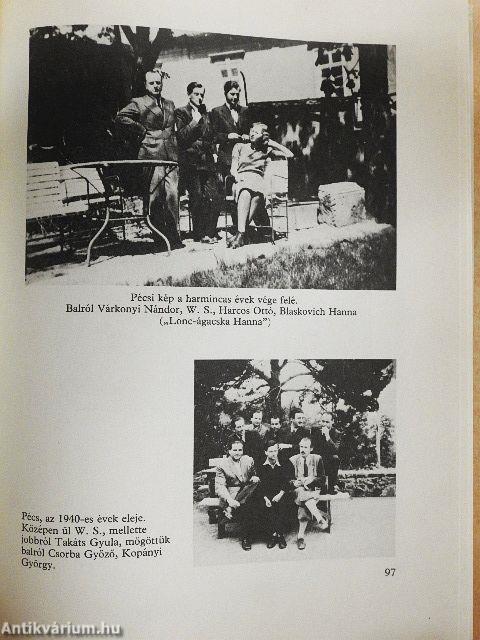 Pécsi kép a harmincas évek vége felé.
Balról Várkonyi Nándor, W. S., Harcos Ottó, Blaskovich Hanna
(„Lonc-ágacska Hanna”)
Pécs, az 1940-es évek eleje.
Középen ül W. S., mellette
jobbról Takáts Gyula, mögöttük
balról Csorba Győző, Kopányi
György.
97
Antikvárium.hu